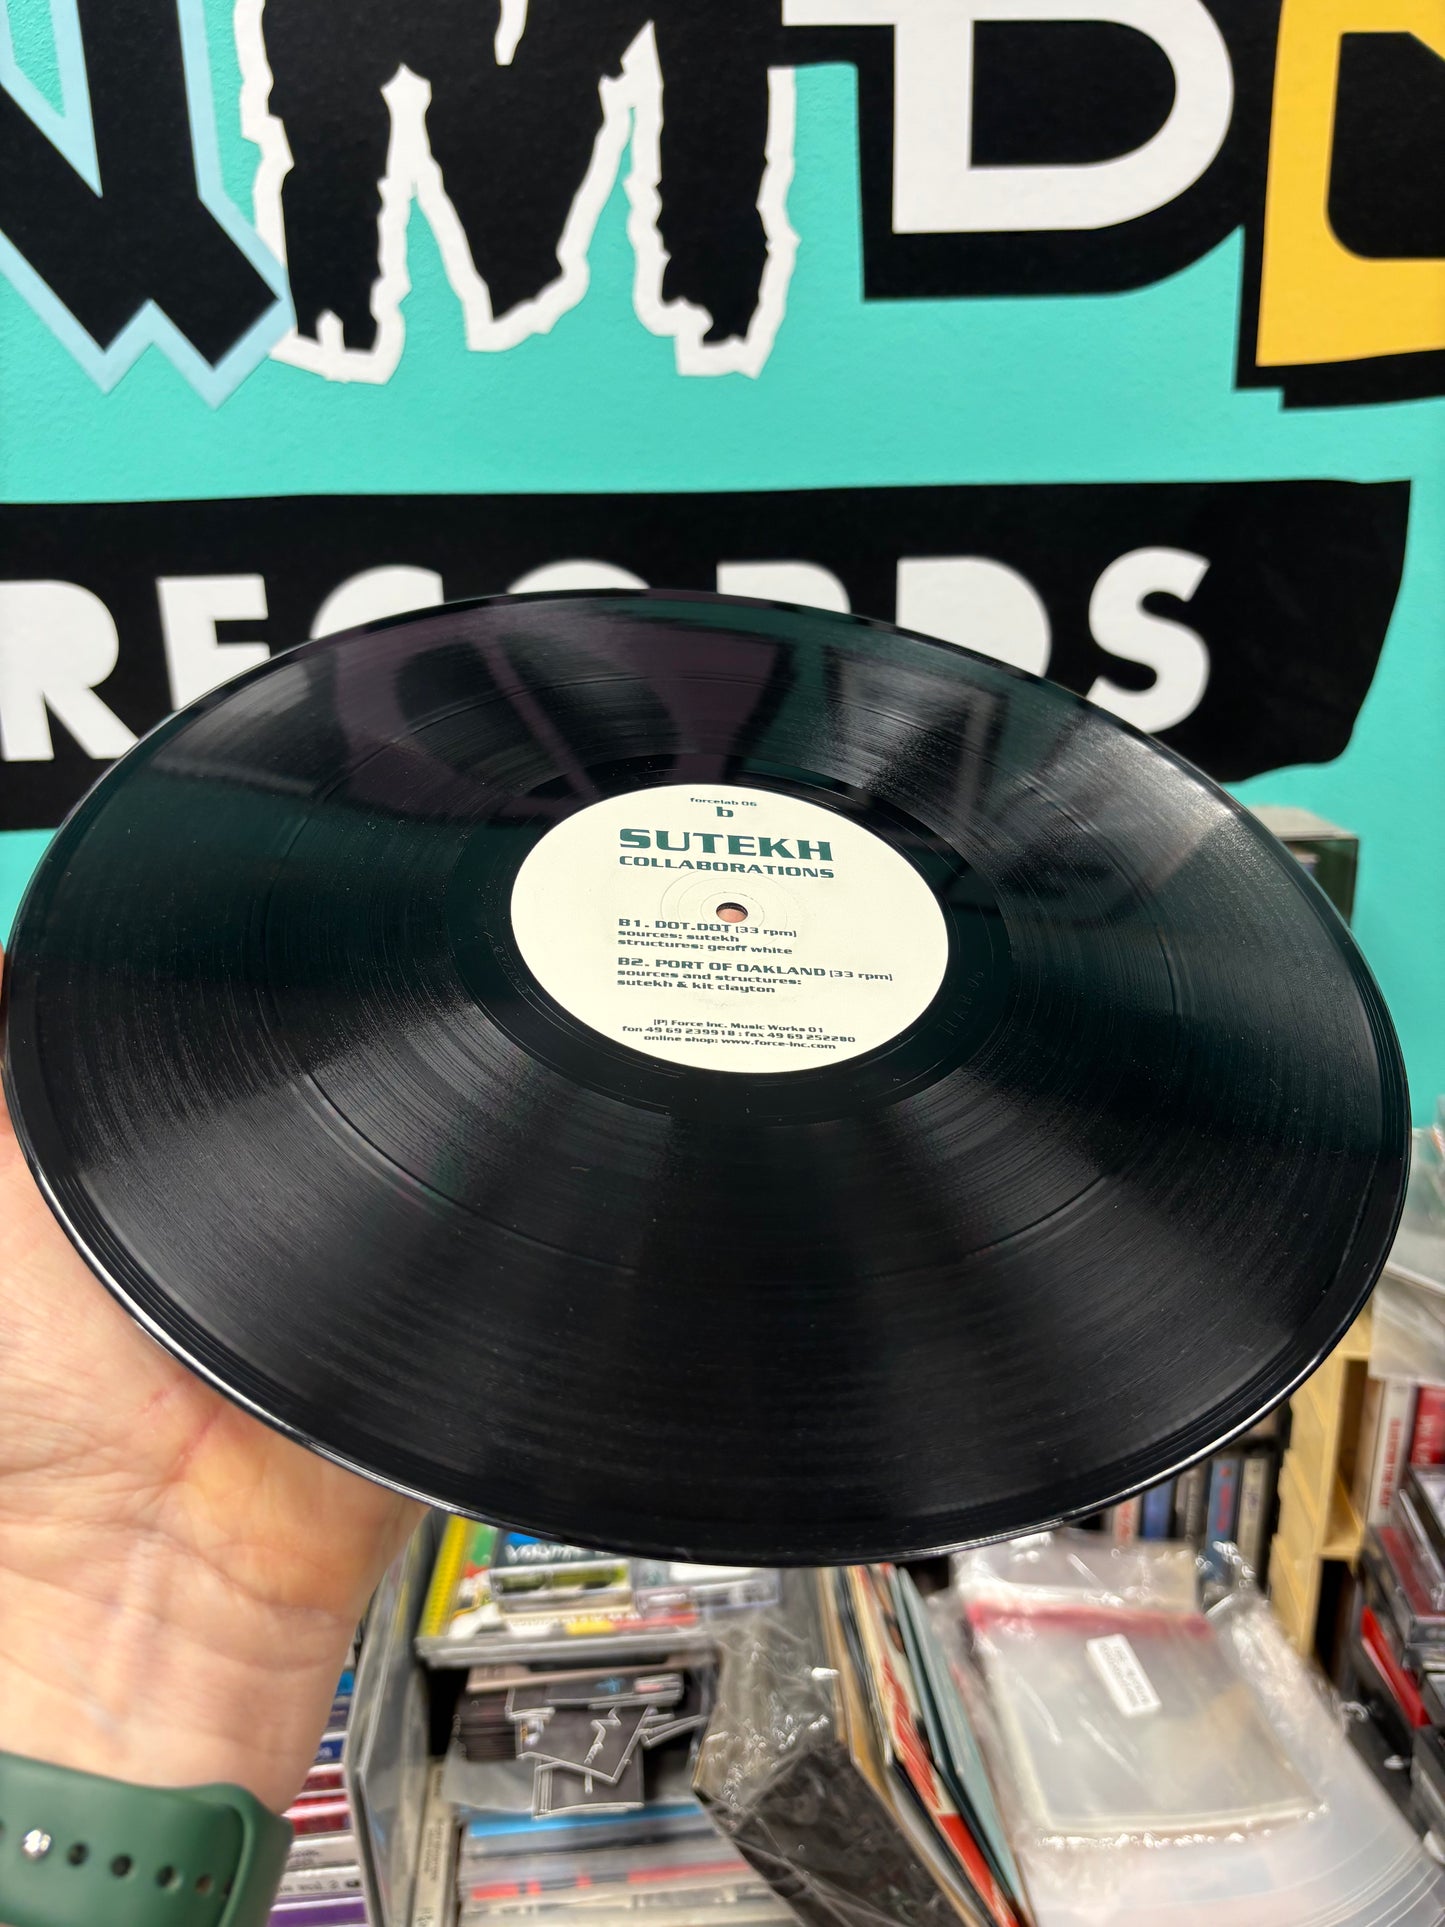 RECORDS
forcelab 06
b
SUTEKH
COLLABORATIONS
B1. DOT.DOT (33 rpm)
sources: sutekh
structures: geoff white
B2. PORT OF OAKLAND (33 rpm)
sources and structures:
sutekh & kit clayton
(P) Force Inc. Music Works 01
fon 49 69 239918 : fax 49 69 252280
online shop: www.force-inc.com